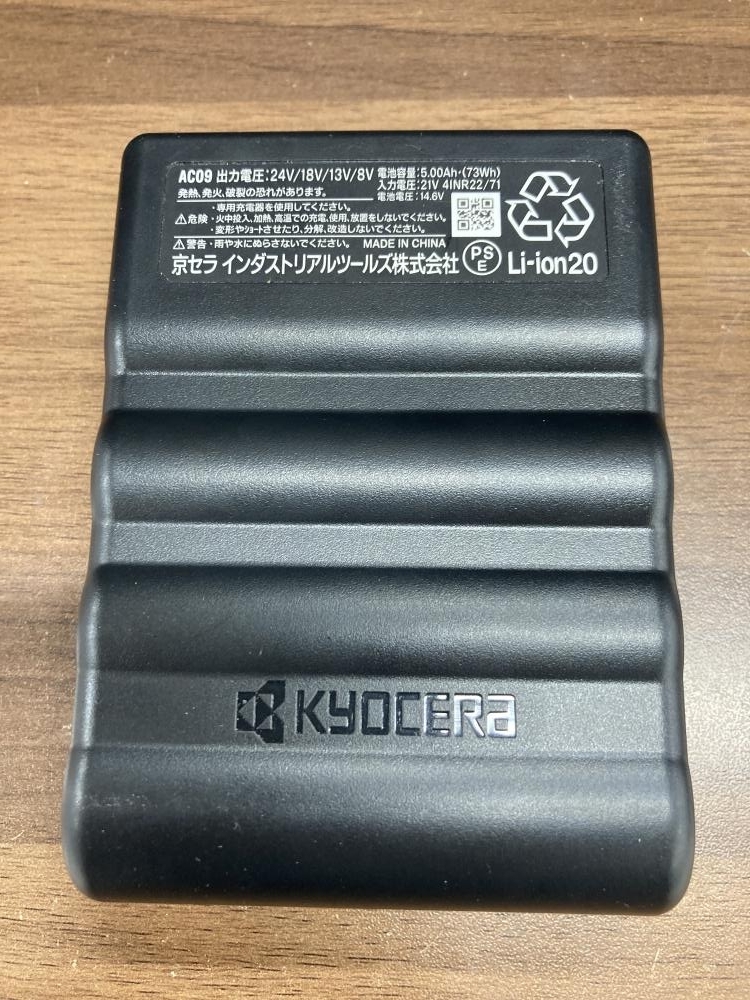 AC09 出力電圧:24V/18V/13V/8V 電池容量:5.00Ah・(73Wh)
発熱、発火、破裂の恐れがあります。 入力電圧:21V 4INR22/71
・専用充電器を使用してください。 電池電圧:14.6V
⚠危険・火中投入、加熱、高温での充電、使用、放置をしないでください。
・変形やショートさせたり、分解、改造しないでください。
⚠警告・雨や水にぬらさないでください。 MADE IN CHINA
京セラ インダストリアルツールズ株式会社 PSE Li-ion20
KYOCERA